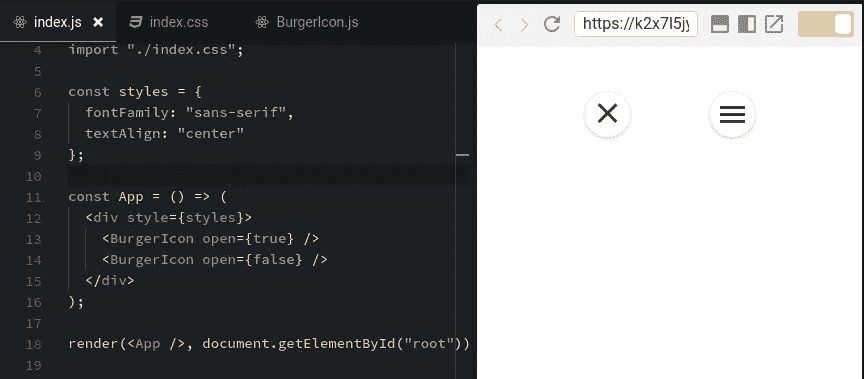 index.js
index.css
BurgerIcon.js
https://k2x7l5jy
4 import "./index.css";
5
6 const styles = {
7 fontFamily: "sans-serif",
8 textAlign: "center"
9 };
10
11 const App = () => (
12 <div style={styles}>
13 <BurgerIcon open={true} />
14 <BurgerIcon open={false} />
15 </div>
16 );
17
18 render(<App />, document.getElementById("root"))
19